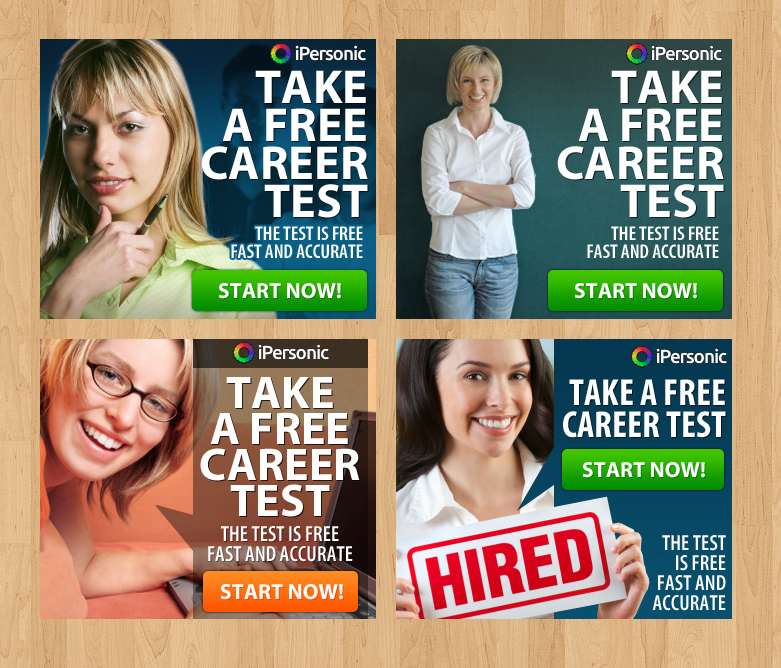 iPersonic
TAKE
A FREE
CAREER
TEST
THE TEST IS FREE
FAST AND ACCURATE
START NOW!
iPersonic
TAKE
A FREE
CAREER
TEST
THE TEST IS FREE
FAST AND ACCURATE
START NOW!
iPersonic
TAKE
A FREE
CAREER
TEST
THE TEST IS FREE
FAST AND ACCURATE
START NOW!
iPersonic
TAKE A FREE
CAREER TEST
START NOW!
HIRED
THE TEST
IS FREE
FAST AND
ACCURATE